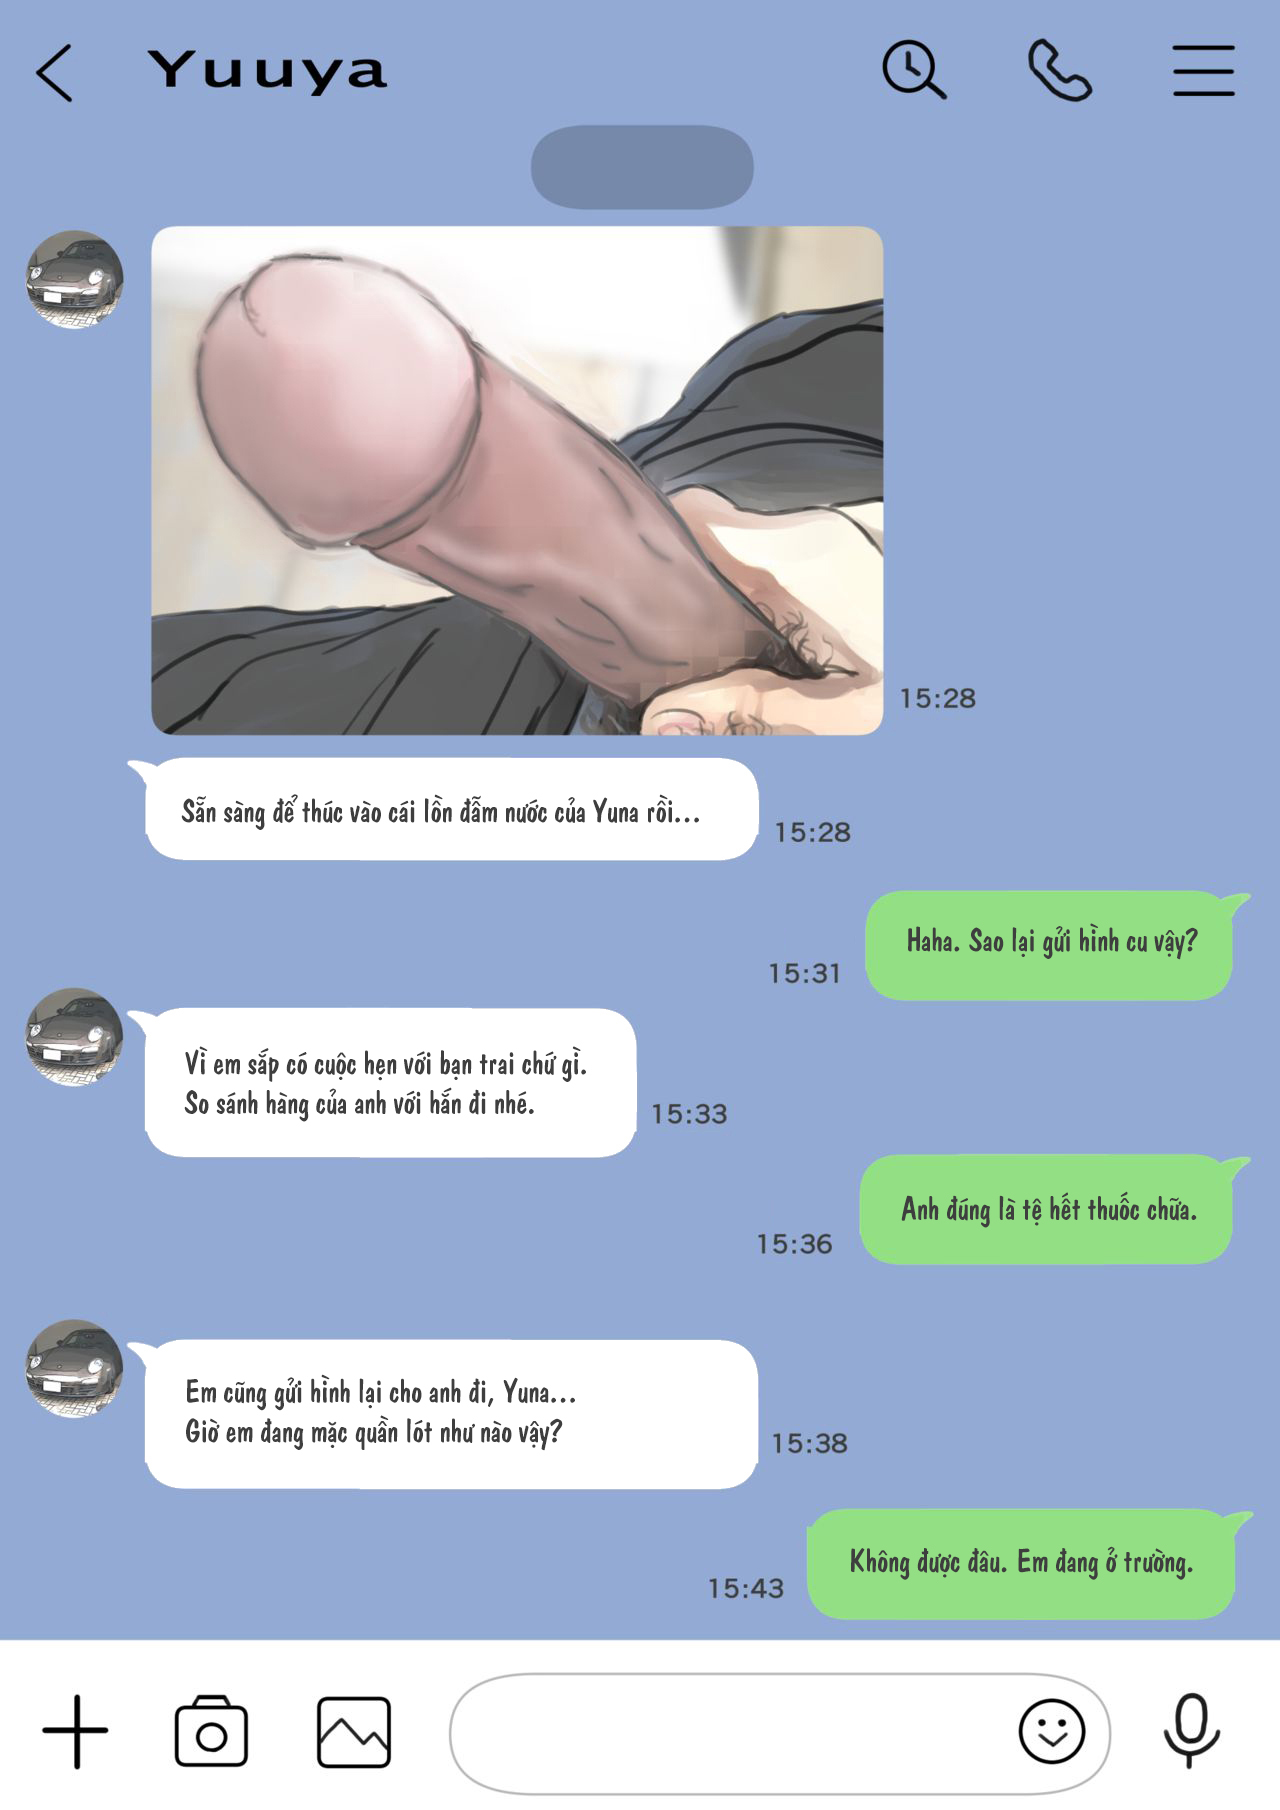 Yuuya
15:28
Sẵn sàng để thúc vào cái lồn đẫm nước của Yuna rồi...
15:28
Haha. Sao lại gửi hình cu vậy?
15:31
Vì em sắp có cuộc hẹn với bạn trai chứ gì.
So sánh hàng của anh với hắn đi nhé.
15:33
Anh đúng là tệ hết thuốc chữa.
15:36
Em cũng gửi hình lại cho anh đi, Yuna...
Giờ em đang mặc quần lót như nào vậy?
15:38
Không được đâu. Em đang ở trường.
15:43